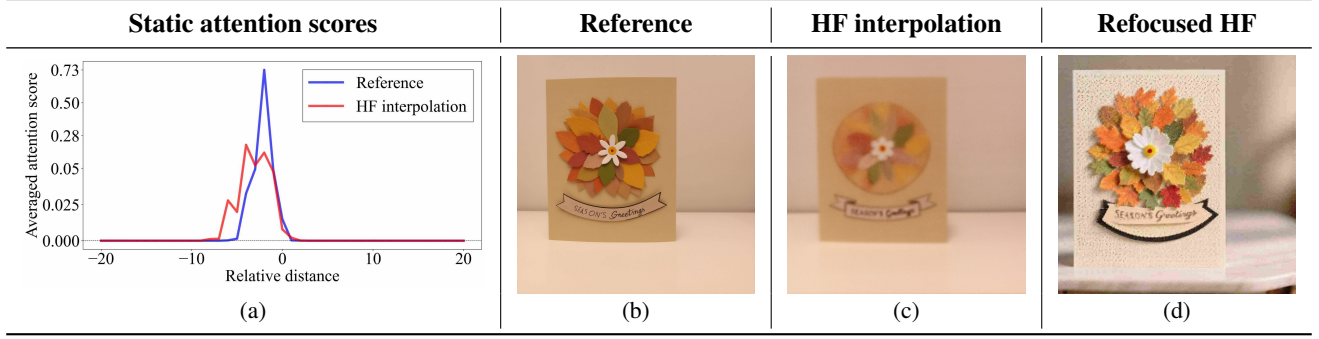 Static attention scores
Reference
HF interpolation
Refocused HF
Averaged attention score
0.73
0.50
0.28
0.05
0.025
0.000
−20
−10
0
10
20
Relative distance
Reference
HF interpolation
SEASON'S Greetings
SEASON'S Greetings
SEASON'S Greetings
(a)
(b)
(c)
(d)